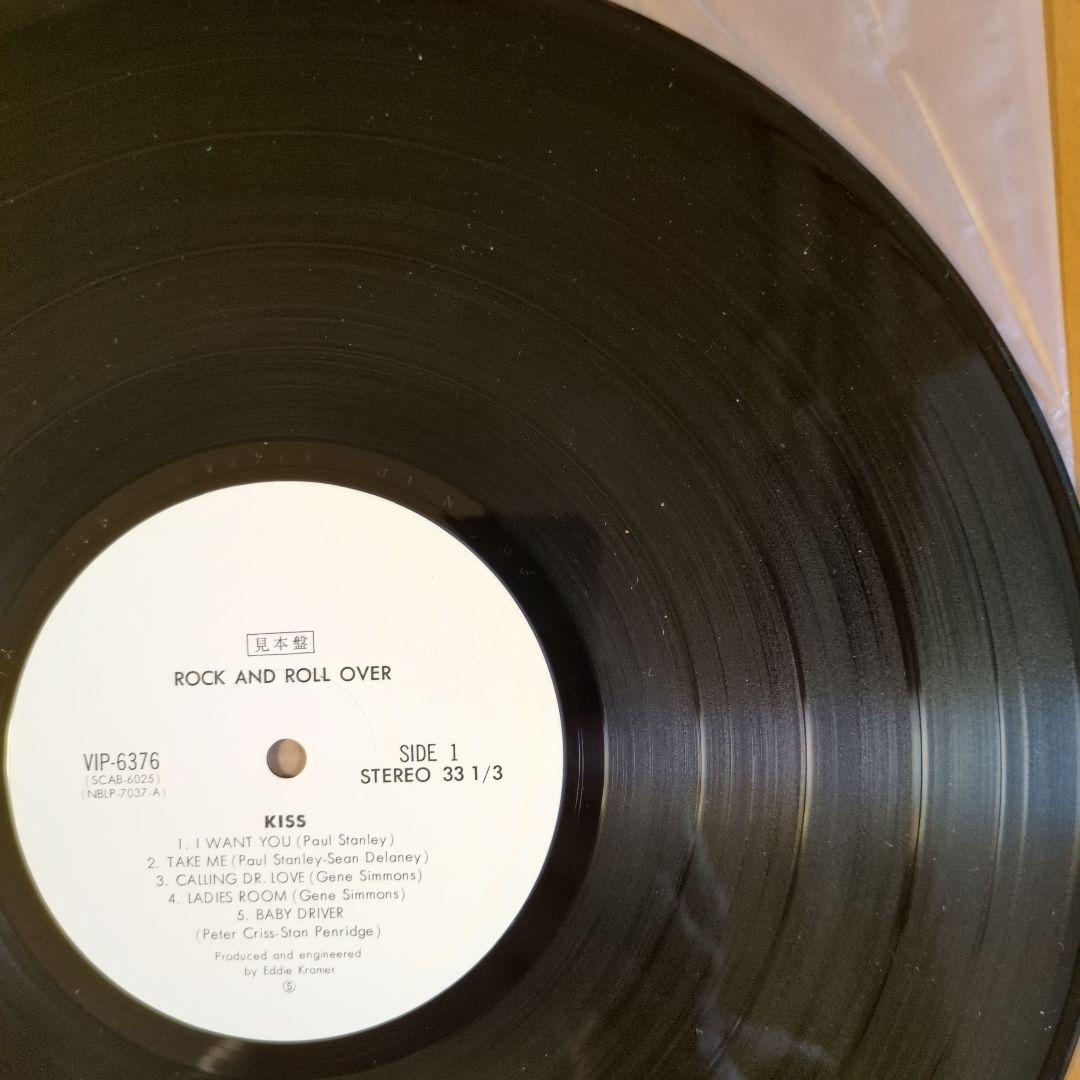 見本盤
ROCK AND ROLL OVER
VIP-6376
(SCAB-6025)
(NBLP-7037-A)
SIDE 1
STEREO 33 1/3
KISS
1. I WANT YOU (Paul Stanley)
2. TAKE ME (Paul Stanley-Sean Delaney)
3. CALLING DR. LOVE (Gene Simmons)
4. LADIES ROOM (Gene Simmons)
5. BABY DRIVER
(Peter Criss-Stan Penridge)
Produced and engineered
by Eddie Kramer
⑤